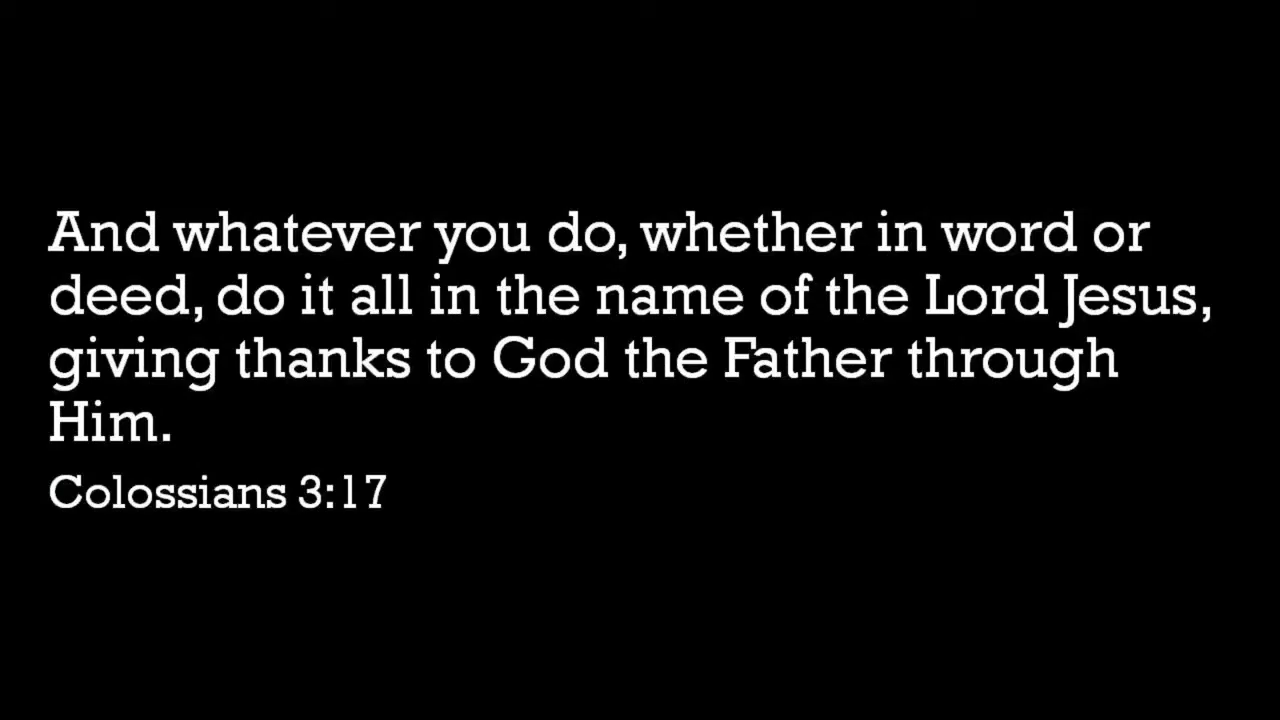 And whatever you do, whether in word or
deed, do it all in the name of the Lord Jesus,
giving thanks to God the Father through
Him.
Colossians 3:17